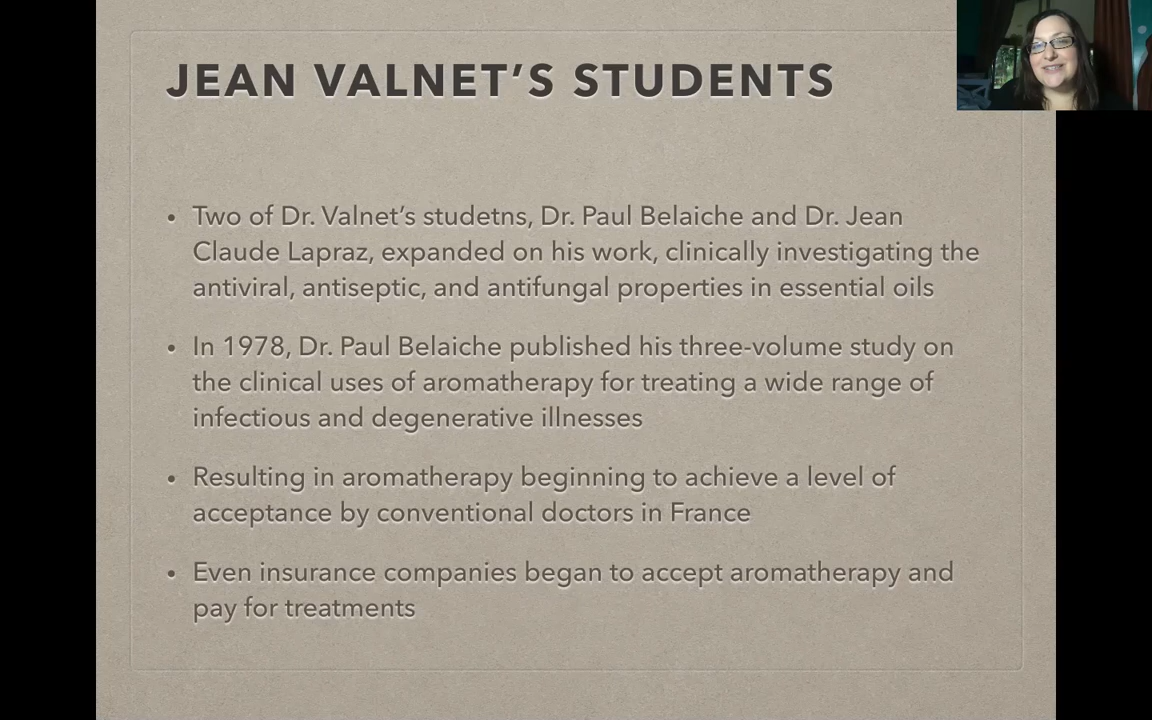 JEAN VALNET’S STUDENTS
• Two of Dr. Valnet’s studetns, Dr. Paul Belaiche and Dr. Jean
Claude Lapraz, expanded on his work, clinically investigating the
antiviral, antiseptic, and antifungal properties in essential oils
• In 1978, Dr. Paul Belaiche published his three-volume study on
the clinical uses of aromatherapy for treating a wide range of
infectious and degenerative illnesses
• Resulting in aromatherapy beginning to achieve a level of
acceptance by conventional doctors in France
• Even insurance companies began to accept aromatherapy and
pay for treatments